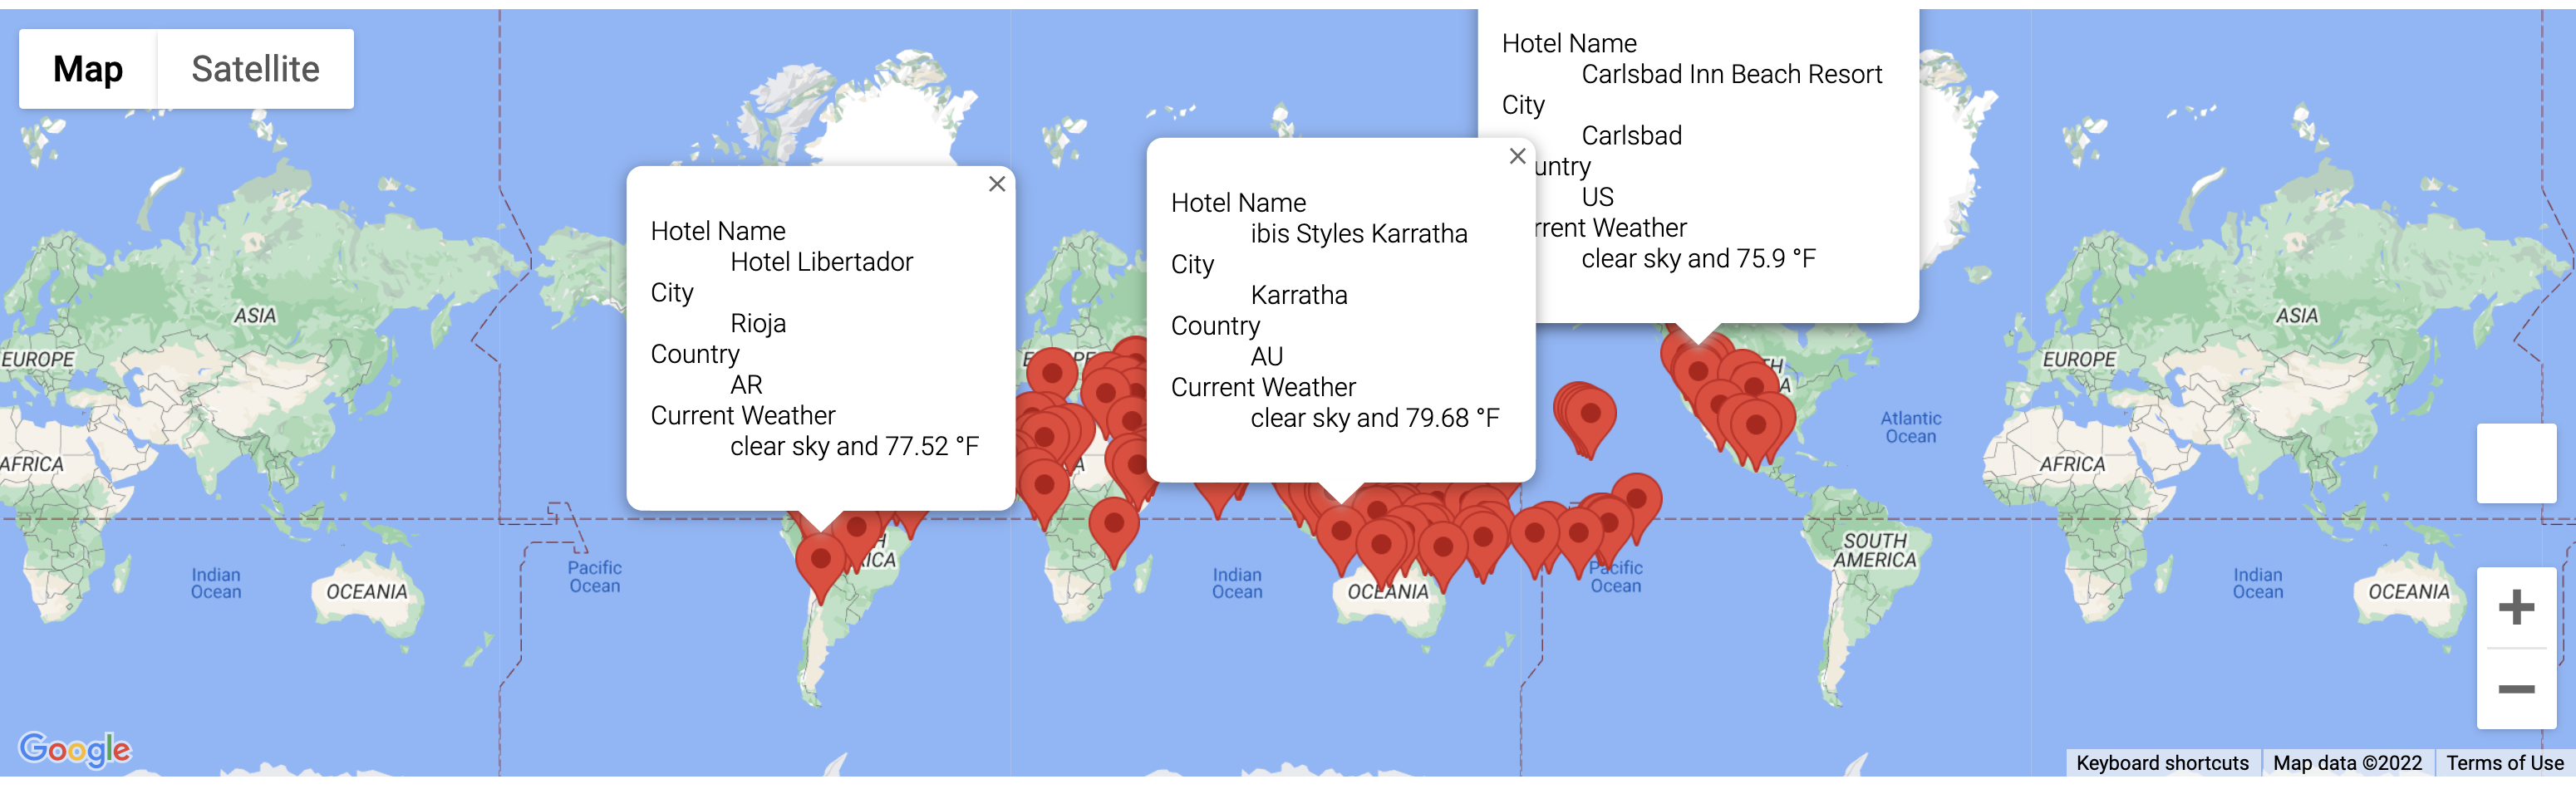 Map
Satellite
Hotel Name
Carlsbad Inn Beach Resort
City
Carlsbad
untry
US
rrent Weather
clear sky and 75.9 °F
Hotel Name
ibis Styles Karratha
City
Karratha
Country
AU
Current Weather
clear sky and 79.68 °F
Hotel Name
Hotel Libertador
City
Rioja
Country
AR
Current Weather
clear sky and 77.52 °F
ASIA
EUROPE
AFRICA
Indian
Ocean
OCEANIA
Pacific
Ocean
Indian
Ocean
OCEANIA
Pacific
Ocean
Atlantic
Ocean
SOUTH
AMERICA
EUROPE
ASIA
AFRICA
Indian
Ocean
OCEANIA
Google
Keyboard shortcuts
Map data ©2022
Terms of Use